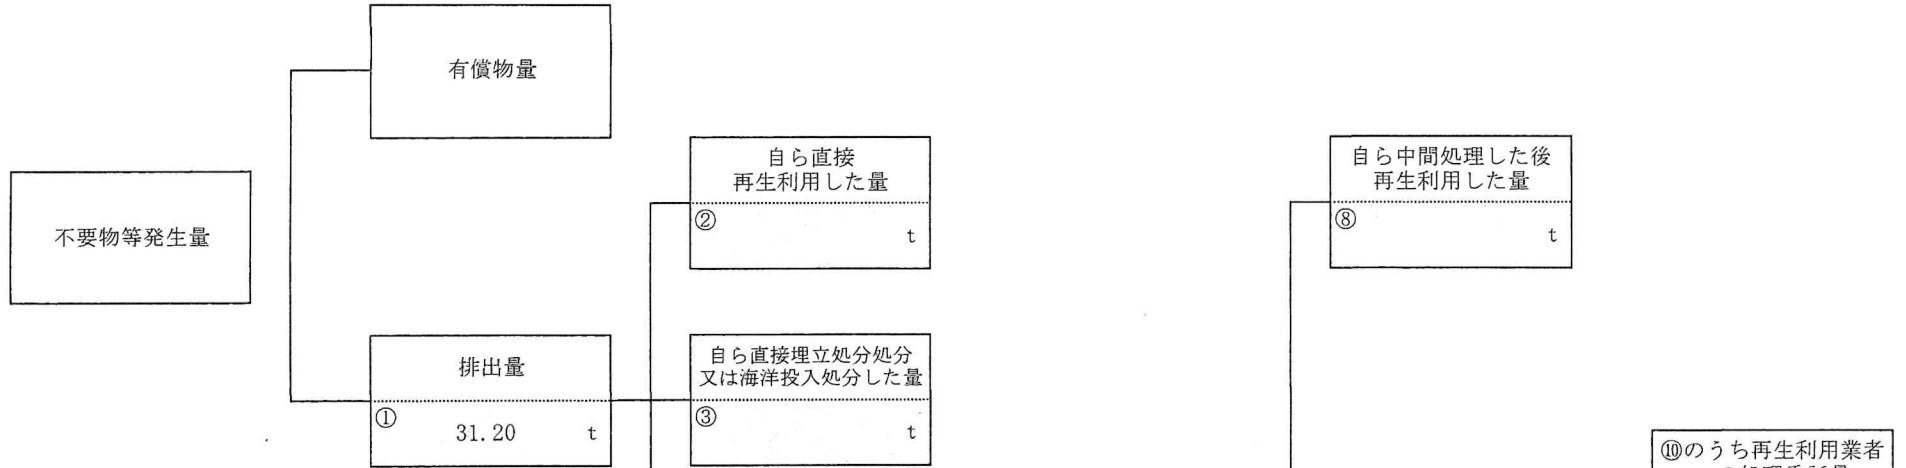 有償物量
自ら直接
再生利用した量
②
t
自ら中間処理した後
再生利用した量
⑧
t
不要物等発生量
排出量
①
31.20 t
自ら直接埋立処分処分
又は海洋投入処分した量
③
t
⑩のうち再生利用業者